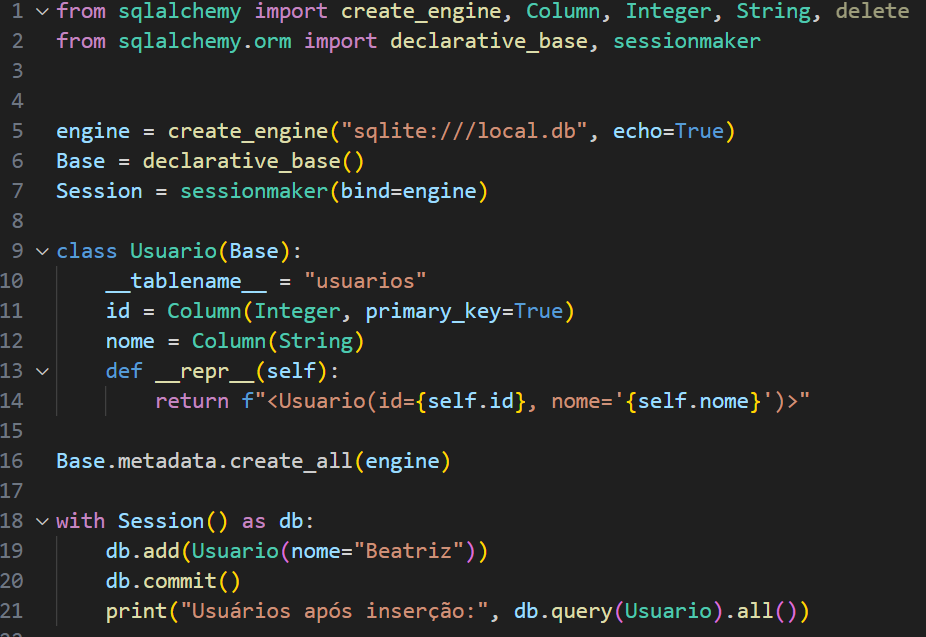 1 from sqlalchemy import create_engine, Column, Integer, String, delete
2 from sqlalchemy.orm import declarative_base, sessionmaker
3
4
5 engine = create_engine("sqlite:///local.db", echo=True)
6 Base = declarative_base()
7 Session = sessionmaker(bind=engine)
8
9 class Usuario(Base):
10     __tablename__ = "usuarios"
11     id = Column(Integer, primary_key=True)
12     nome = Column(String)
13     def __repr__(self):
14         return f"<Usuario(id={self.id}, nome='{self.nome}')>"
15
16 Base.metadata.create_all(engine)
17
18 with Session() as db:
19     db.add(Usuario(nome="Beatriz"))
20     db.commit()
21     print("Usuários após inserção:", db.query(Usuario).all())